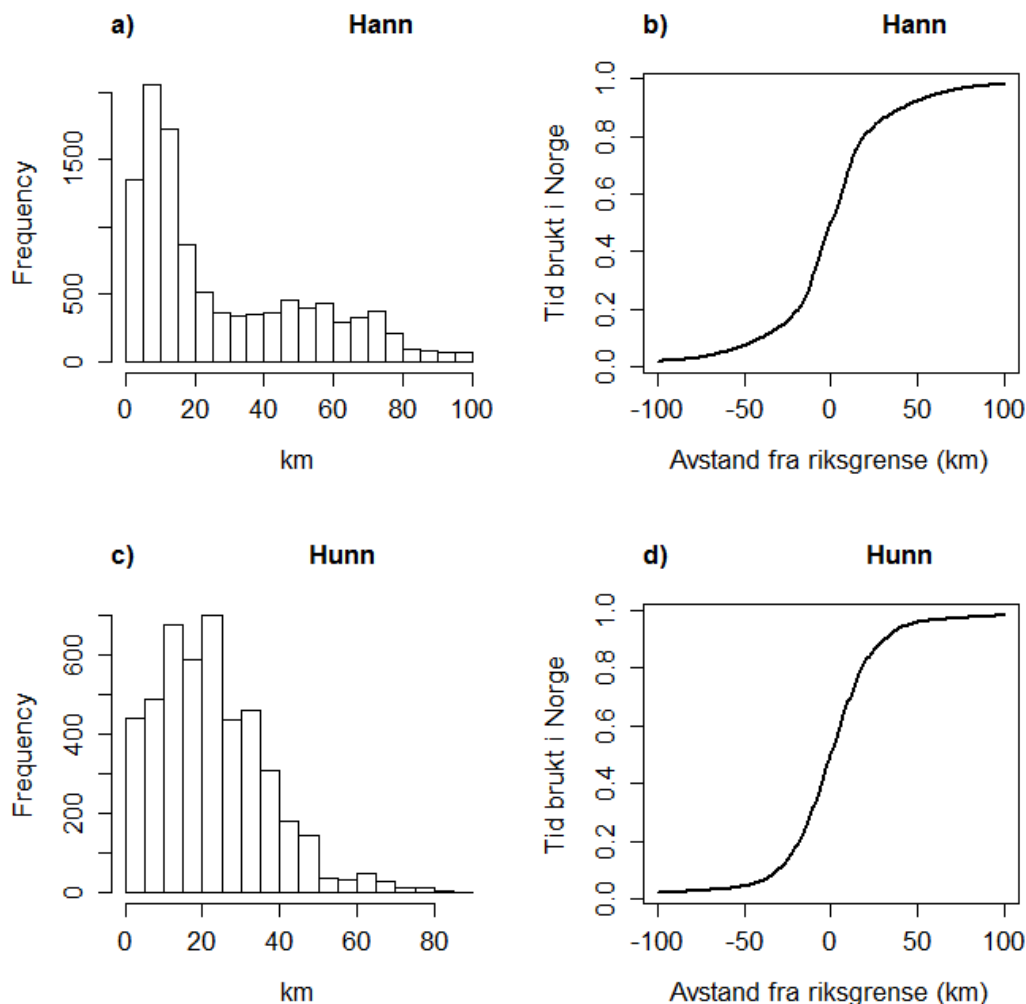 a) Hann
Frequency
0 500 1500
0 20 40 60 80 100
km
b) Hann
Tid brukt i Norge
0.0 0.2 0.4 0.6 0.8 1.0
-100 -50 0 50 100
Avstand fra riksgrense (km)
c) Hunn
Frequency
0 200 400 600
0 20 40 60 80
km
d) Hunn
Tid brukt i Norge
0.0 0.2 0.4 0.6 0.8 1.0
-100 -50 0 50 100
Avstand fra riksgrense (km)